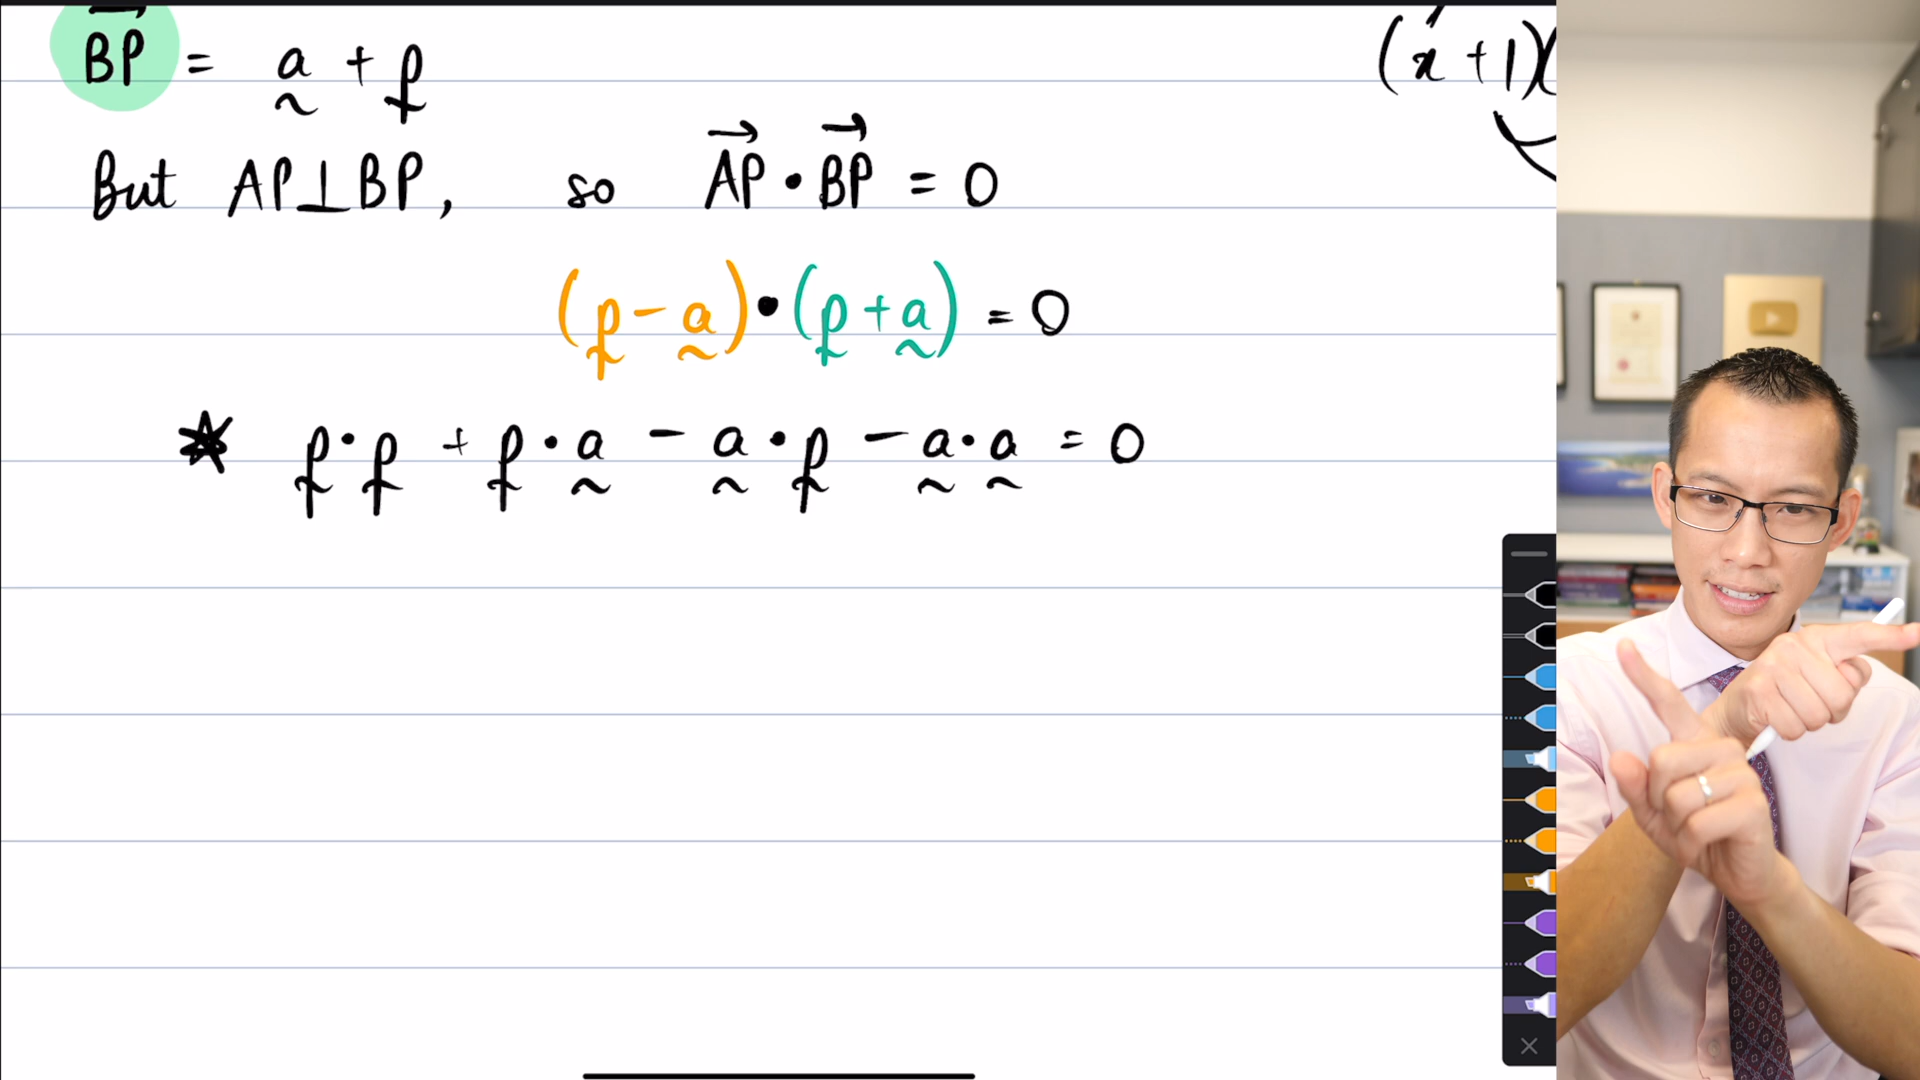 BP→ = a̰ + p̰
(x + 1)(
But AP⊥BP, so AP→ • BP→ = 0
(p̰ − a̰) • (p̰ + a̰) = 0
* p̰ • p̰ + p̰ • a̰ − a̰ • p̰ − a̰ • a̰ = 0